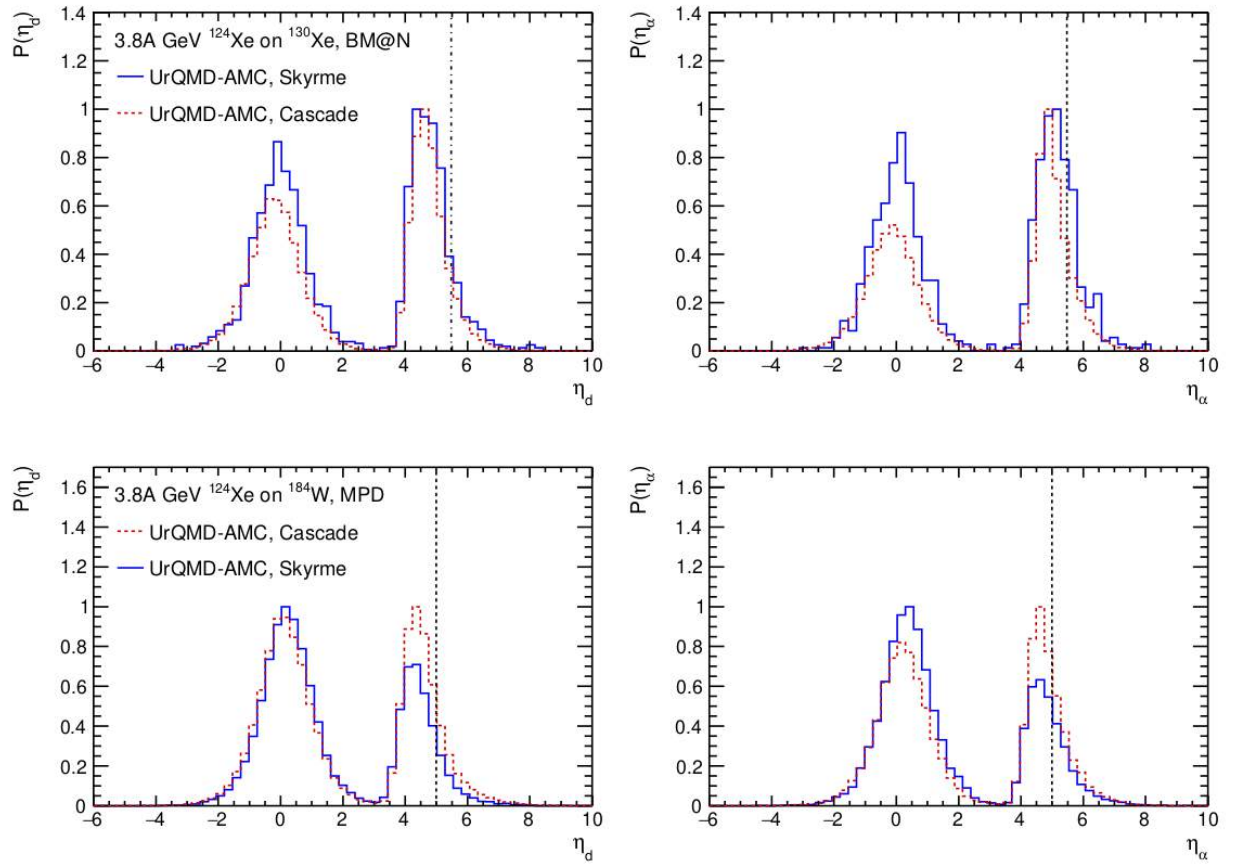 P(η_d)
1.4
1.2
1
0.8
0.6
0.4
0.2
0
3.8A GeV ¹²⁴Xe on ¹³⁰Xe, BM@N
UrQMD-AMC, Skyrme
UrQMD-AMC, Cascade
−6 −4 −2 0 2 4 6 8 10
η_d
P(η_α)
1.4
1.2
1
0.8
0.6
0.4
0.2
0
−6 −4 −2 0 2 4 6 8 10
η_α
P(η_d)
1.6
1.4
1.2
1
0.8
0.6
0.4
0.2
0
3.8A GeV ¹²⁴Xe on ¹⁸⁴W, MPD
UrQMD-AMC, Cascade
UrQMD-AMC, Skyrme
−6 −4 −2 0 2 4 6 8 10
η_d
P(η_α)
1.6
1.4
1.2
1
0.8
0.6
0.4
0.2
0
−6 −4 −2 0 2 4 6 8 10
η_α